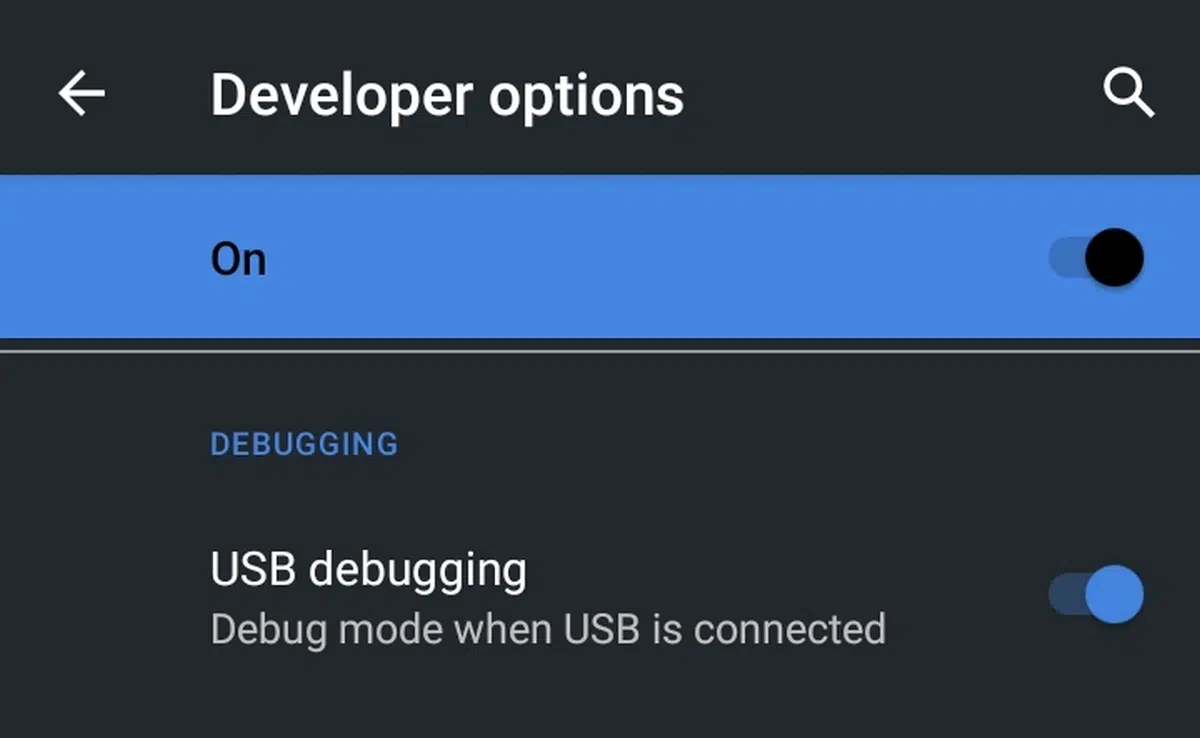 Developer options
On
DEBUGGING
USB debugging
Debug mode when USB is connected